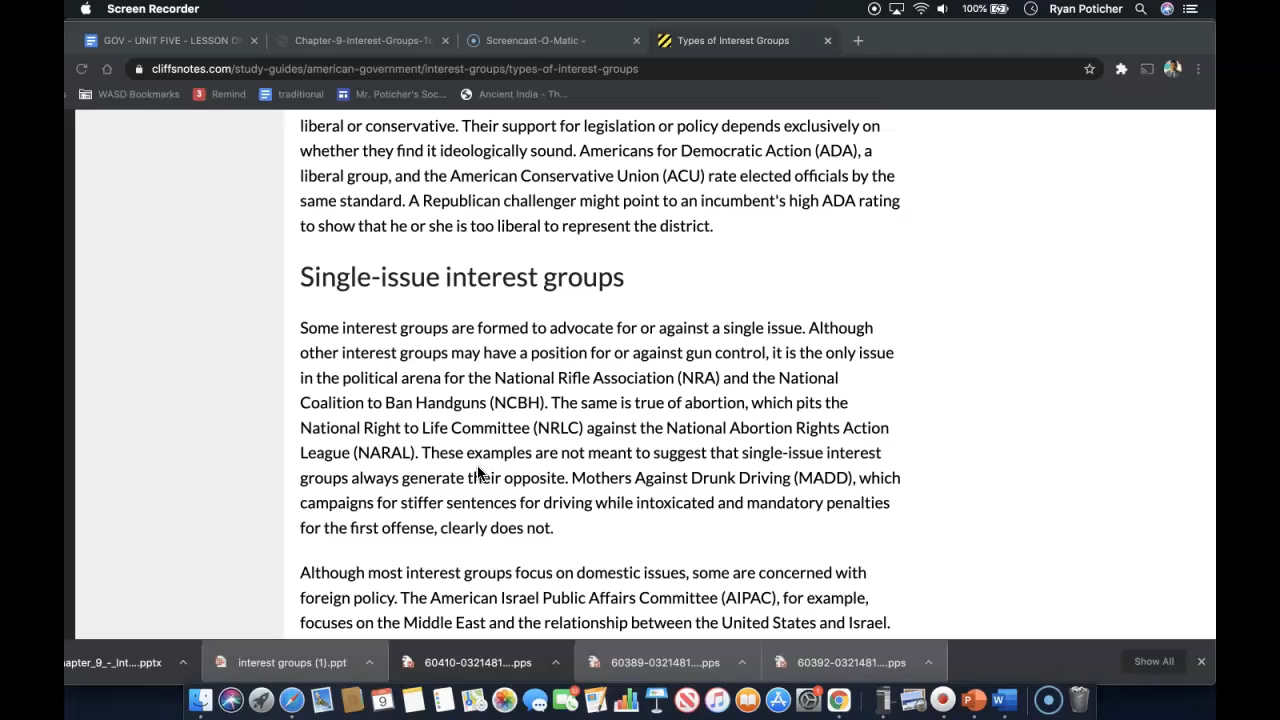 Screen Recorder
100%
Ryan Poticher
GOV - UNIT FIVE - LESSON O
Chapter-9-Interest-Groups-Tu
Screencast-O-Matic -
Types of Interest Groups
cliffsnotes.com/study-guides/american-government/interest-groups/types-of-interest-groups
WASD Bookmarks
3 Remind
traditional
Mr. Poticher's Soc...
Ancient India - Th...
liberal or conservative. Their support for legislation or policy depends exclusively on
whether they find it ideologically sound. Americans for Democratic Action (ADA), a
liberal group, and the American Conservative Union (ACU) rate elected officials by the
same standard. A Republican challenger might point to an incumbent's high ADA rating
to show that he or she is too liberal to represent the district.
Single-issue interest groups
Some interest groups are formed to advocate for or against a single issue. Although
other interest groups may have a position for or against gun control, it is the only issue
in the political arena for the National Rifle Association (NRA) and the National
Coalition to Ban Handguns (NCBH). The same is true of abortion, which pits the
National Right to Life Committee (NRLC) against the National Abortion Rights Action
League (NARAL). These examples are not meant to suggest that single-issue interest
groups always generate their opposite. Mothers Against Drunk Driving (MADD), which
campaigns for stiffer sentences for driving while intoxicated and mandatory penalties
for the first offense, clearly does not.
Although most interest groups focus on domestic issues, some are concerned with
foreign policy. The American Israel Public Affairs Committee (AIPAC), for example,
focuses on the Middle East and the relationship between the United States and Israel.
hapter_9_-_Int....pptx
interest groups (1).ppt
60410-0321481....pps
60389-0321481....pps
60392-0321481....pps
Show All
9